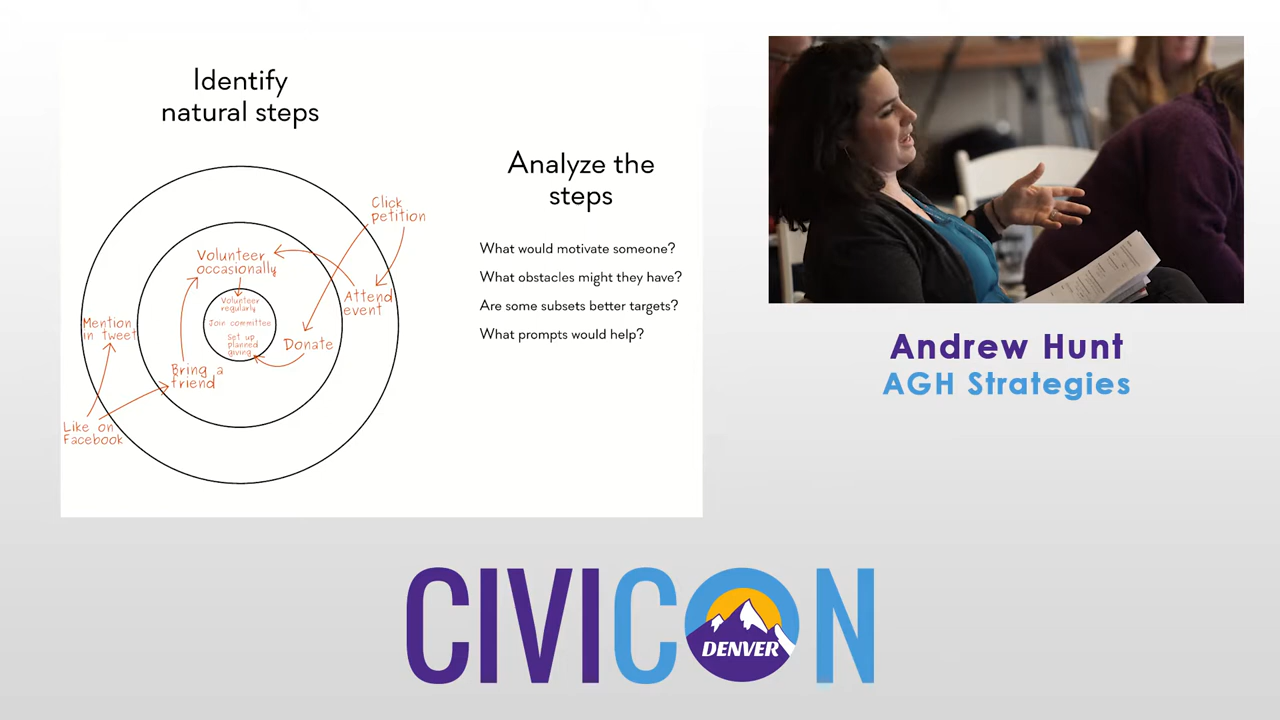 Identify
natural steps
Click
petition
Volunteer
occasionally
Attend
event
Volunteer
regularly
Join committee
Set up
planned
giving
Mention
in tweet
Donate
Bring a
friend
Like on
Facebook
Analyze the
steps
What would motivate someone?
What obstacles might they have?
Are some subsets better targets?
What prompts would help?
Andrew Hunt
AGH Strategies
CIVICON
DENVER